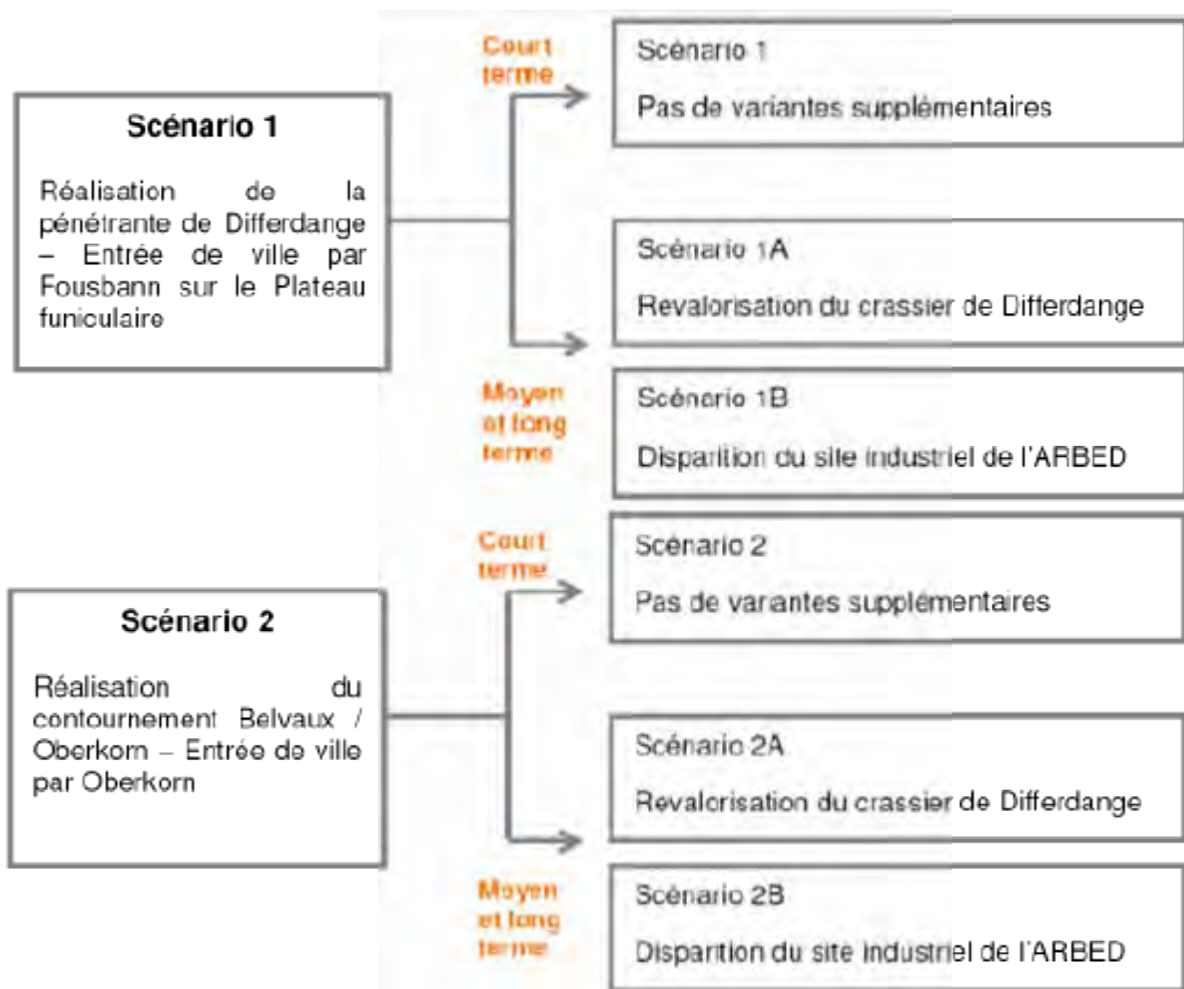 Scénario 1
Réalisation de la
pénétrante de Differdange
– Entrée de ville par
Fousbann sur le Plateau
funiculaire
Court
terme
Scénario 1
Pas de variantes supplémentaires
Scénario 1A
Revalorisation du crassier de Differdange
Moyen
et long
terme
Scénario 1B
Disparition du site industriel de l'ARBED
Scénario 2
Réalisation du
contournement Belvaux /
Oberkorn – Entrée de ville
par Oberkorn
Court
terme
Scénario 2
Pas de variantes supplémentaires
Scénario 2A
Revalorisation du crassier de Differdange
Moyen
et long
terme
Scénario 2B
Disparition du site industriel de l'ARBED